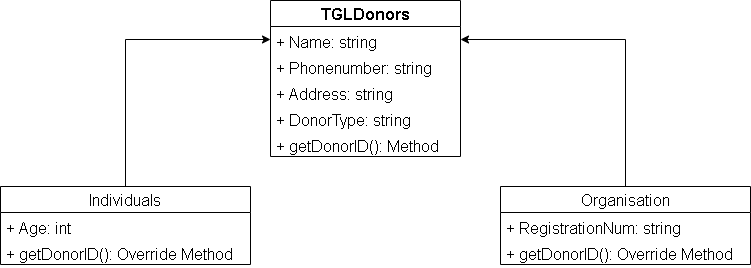 TGLDonors
+ Name: string
+ Phonenumber: string
+ Address: string
+ DonorType: string
+ getDonorID(): Method
Individuals
+ Age: int
+ getDonorID(): Override Method
Organisation
+ RegistrationNum: string
+ getDonorID(): Override Method